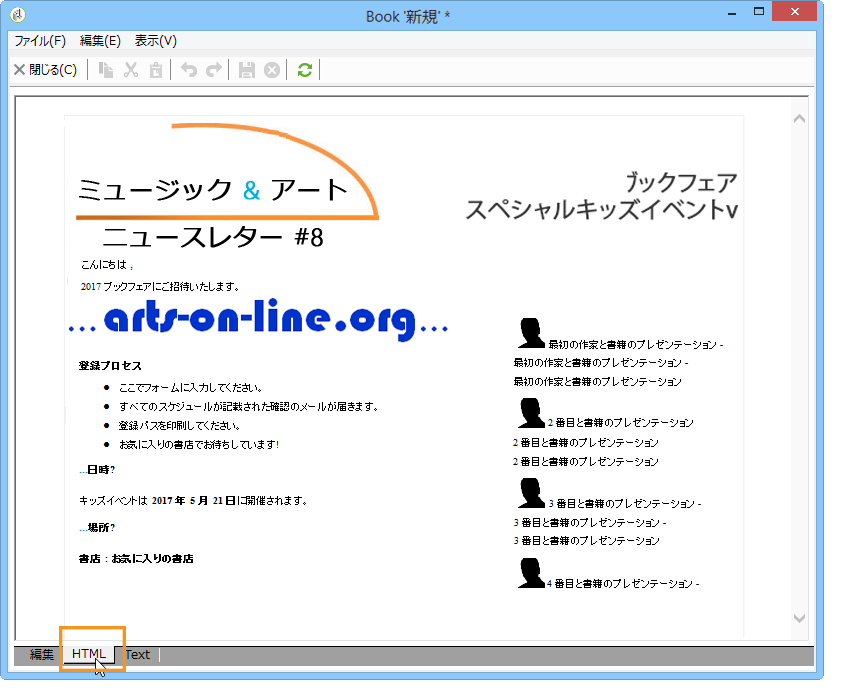 Book '新規' *
ファイル(F) 編集(E) 表示(V)
閉じる(C)
ミュージック & アート
ニュースレター #8
ブックフェア
スペシャルキッズイベントv
こんにちは ,
2017 ブックフェアにご招待いたします。
...arts-on-line.org...
登録プロセス
ここでフォームに入力してください。
すべてのスケジュールが記載された確認のメールが届きます。
登録パスを印刷してください。
お気に入りの書店でお待ちしています!
...日時?
キッズイベントは 2017 年 5 月 21 日に開催されます。
...場所?
書店 : お気に入りの書店
最初の作家と書籍のプレゼンテーション -
最初の作家と書籍のプレゼンテーション -
最初の作家と書籍のプレゼンテーション
2 番目と書籍のプレゼンテーション
2 番目と書籍のプレゼンテーション
2 番目と書籍のプレゼンテーション
3 番目と書籍のプレゼンテーション -
3 番目と書籍のプレゼンテーション -
3 番目と書籍のプレゼンテーション
4 番目と書籍のプレゼンテーション -
編集 HTML Text